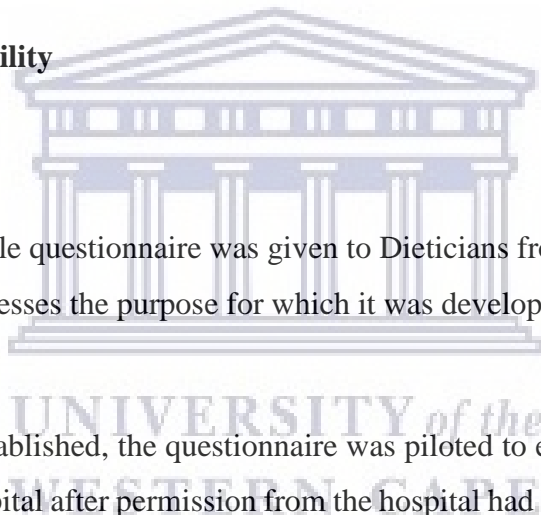 ility
le questionnaire was given to Dieticians fro
esses the purpose for which it was develop
UNIVERSITY of the
ablished, the questionnaire was piloted to e
WESTERN CAPE
pital after permission from the hospital had